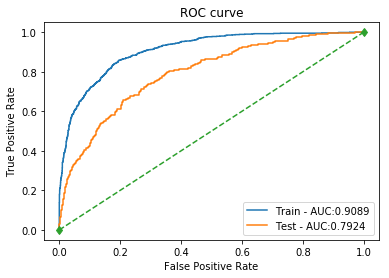 ROC curve
1.0
0.8
0.6
0.4
0.2
0.0
True Positive Rate
Train - AUC:0.9089
Test - AUC:0.7924
0.0 0.2 0.4 0.6 0.8 1.0
False Positive Rate